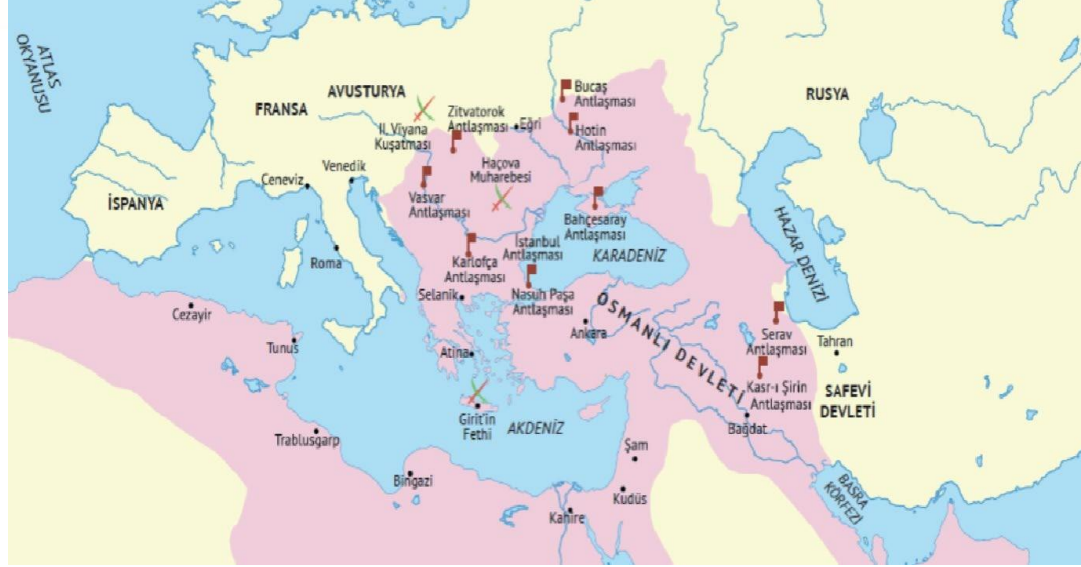 ATLAS
OKYANUSU
FRANSA
AVUSTURYA
İSPANYA
Ceneviz
Venedik
Roma
II. Viyana
Kuşatması
Zitvatorok
Antlaşması
Eğri
Bucaş
Antlaşması
Hotin
Antlaşması
RUSYA
Vasvar
Antlaşması
Haçova
Muharebesi
Bahçesaray
Antlaşması
Karlofça
Antlaşması
İstanbul
Antlaşması
Nasuh Paşa
Antlaşması
KARADENİZ
HAZAR DENİZİ
Selanik
Atina
Ankara
OSMANLI DEVLETİ
Serav
Antlaşması
Tahran
Kasr-ı Şirin
Antlaşması
SAFEVİ
DEVLETİ
Cezayir
Tunus
Trablusgarp
Bingazi
Girit'in
Fethi
AKDENİZ
Şam
Kudüs
Kahire
Bağdat
BASRA
KÖRFEZİ